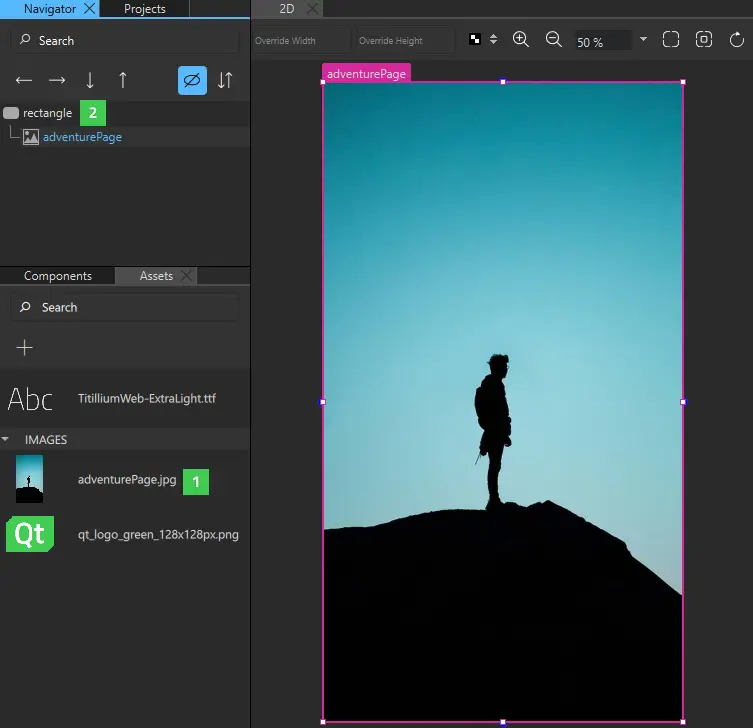 Navigator
Projects
2D
Search
Override Width
Override Height
50 %
rectangle
2
adventurePage
adventurePage
Components
Assets
Search
Abc
TitilliumWeb-ExtraLight.ttf
IMAGES
adventurePage.jpg
1
Qt
qt_logo_green_128x128px.png